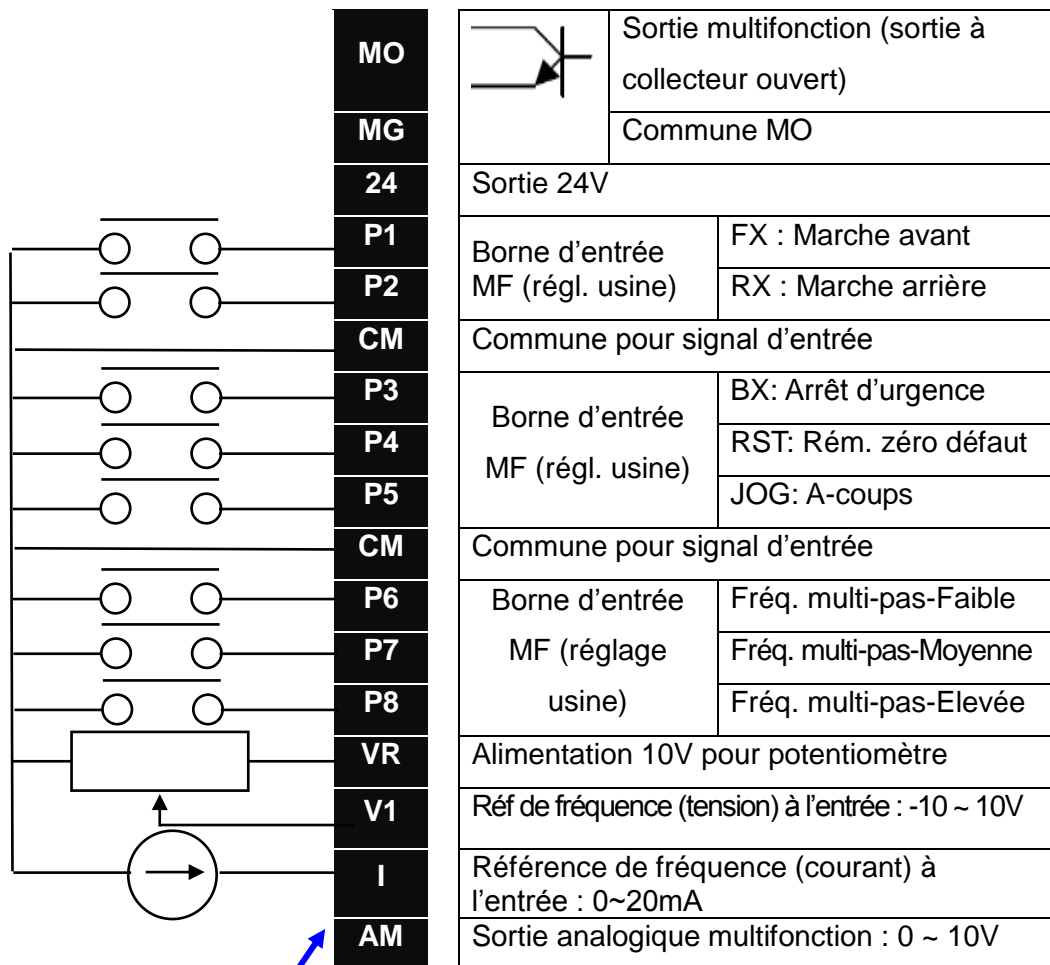 MO
Sortie multifonction (sortie à
collecteur ouvert)
MG
Commune MO
24
Sortie 24V
P1
Borne d’entrée
MF (régl. usine)
FX : Marche avant
P2
RX : Marche arrière
CM
Commune pour signal d’entrée
P3
Borne d’entrée
MF (régl. usine)
BX: Arrêt d’urgence
P4
RST: Rém. zéro défaut
P5
JOG: A-coups
CM
Commune pour signal d’entrée
P6
Borne d’entrée
MF (réglage
usine)
Fréq. multi-pas-Faible
P7
Fréq. multi-pas-Moyenne
P8
Fréq. multi-pas-Elevée
VR
Alimentation 10V pour potentiomètre
V1
Réf de fréquence (tension) à l’entrée : -10 ~ 10V
I
Référence de fréquence (courant) à
l’entrée : 0~20mA
AM
Sortie analogique multifonction : 0 ~ 10V